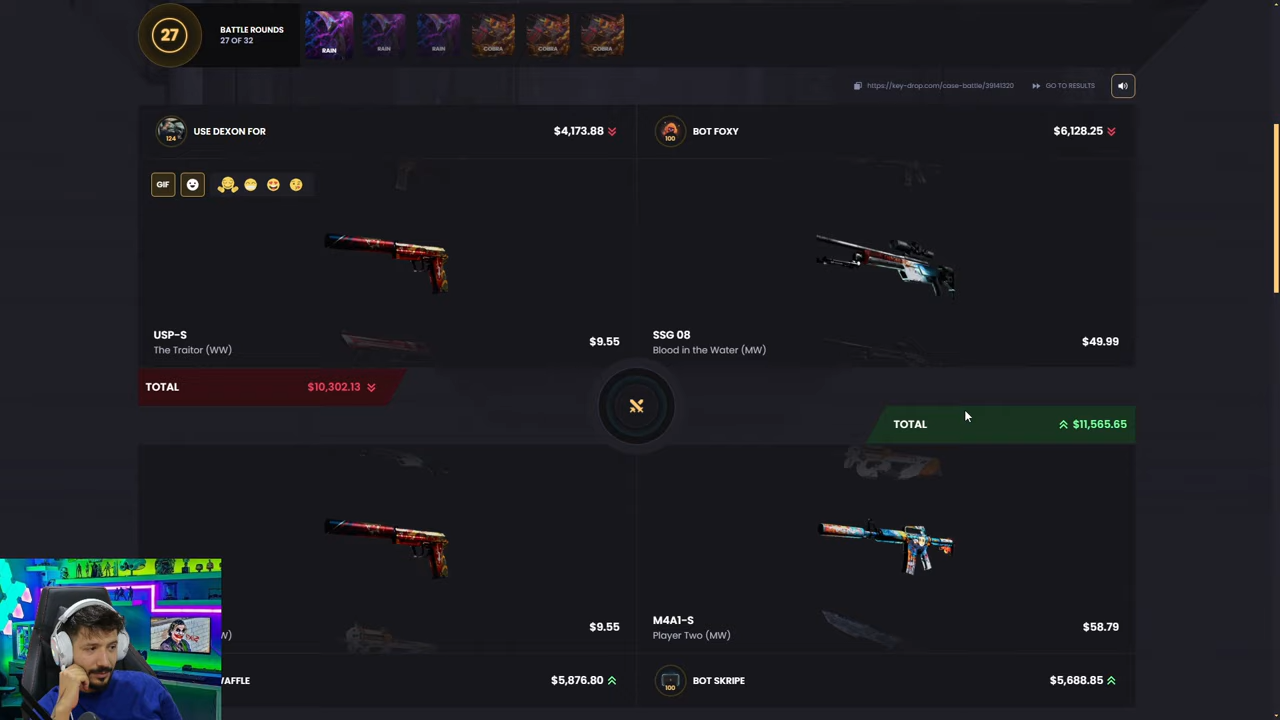 27
BATTLE ROUNDS
27 OF 32
RAIN
RAIN
RAIN
COBRA
COBRA
COBRA
https://key-drop.com/case-battle/39141320
GO TO RESULTS
124
USE DEXON FOR
$4,173.88
100
BOT FOXY
$6,128.25
GIF
USP-S
The Traitor (WW)
$9.55
SSG 08
Blood in the Water (MW)
$49.99
TOTAL
$10,302.13
TOTAL
$11,565.65
M4A1-S
Player Two (MW)
$9.55
$58.79
$5,876.80
100
BOT SKRIPE
$5,688.85